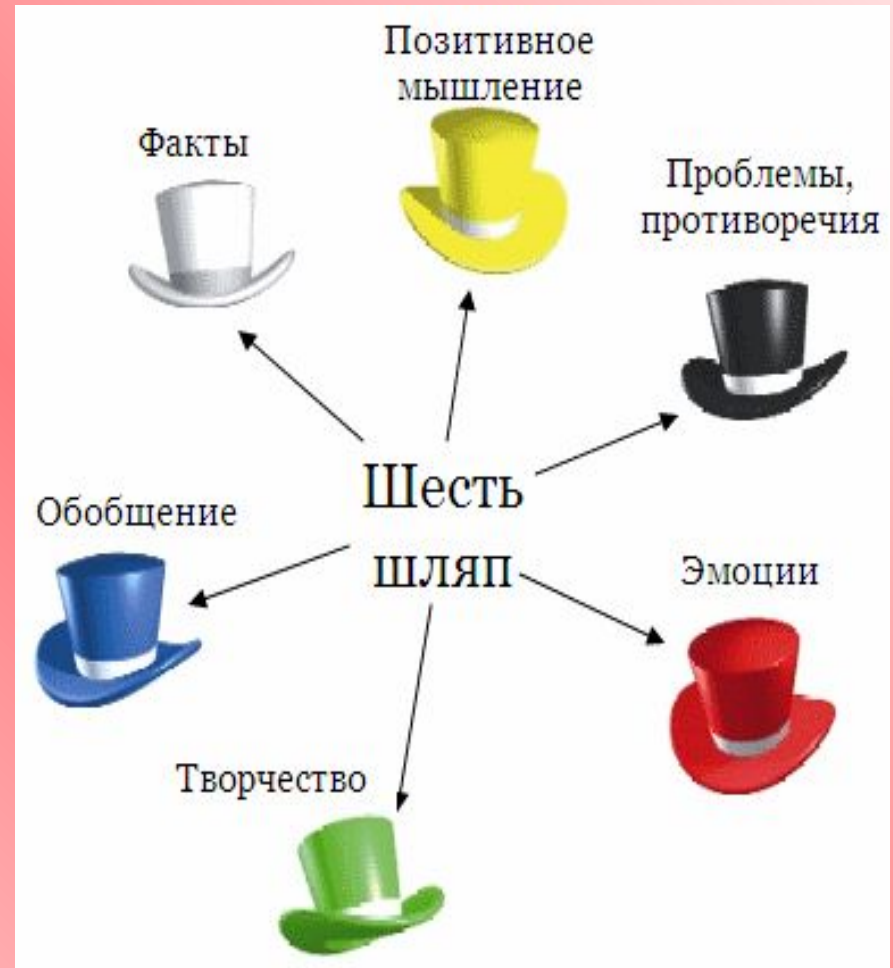 Позитивное
мышление
Факты
Проблемы,
противоречия
Шесть
шляп
Обобщение
Эмоции
Творчество